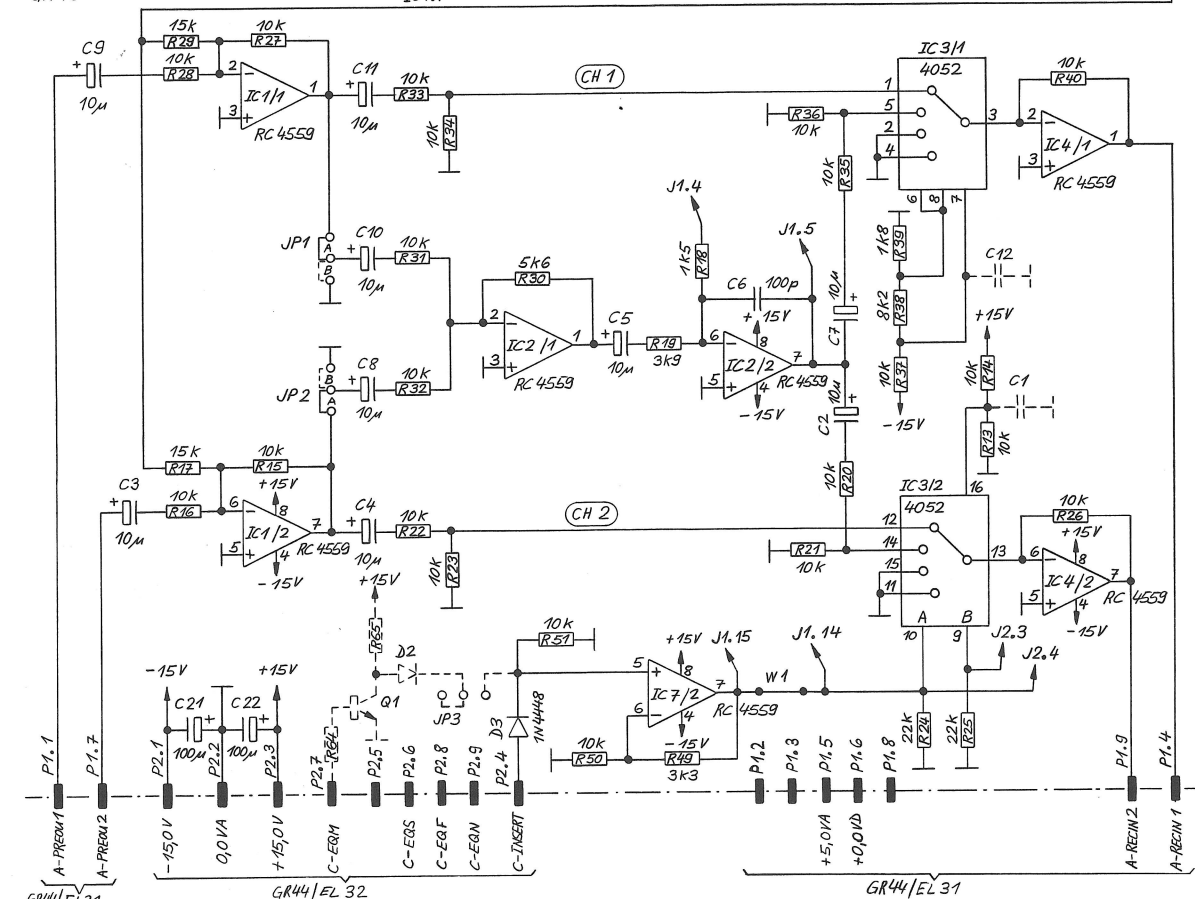 15k
R29
10k
R27
C9
+
10µ
10k
R28
2
−
3
+
1
IC1/1
RC 4559
C11
+
10µ
10k
R33
10k
R34
CH 1
R36
10k
10k
R35
IC3/1
4052
1
5
2
4
3
6
8
7
10k
R40
2
−
3
+
1
IC4/1
RC 4559
JP1
A
B
C10
+
10µ
10k
R31
5k6
R30
2
−
3
+
1
IC2/1
RC 4559
C5
+
10µ
R19
3k9
J1.4
1k5
R18
J1.5
C6
100p
+15V
6
−
8
5
+
4
7
IC2/2
RC 4559
−15V
10µ
+
C7
10µ
+
C2
10k
R20
1k8
R39
8k2
R38
10k
R37
−15V
C12
+15V
10k
R14
C1
R13
10k
JP2
B
A
C8
+
10µ
10k
R32
15k
R17
10k
R15
C3
+
10µ
10k
R16
+15V
6
−
8
5
+
4
7
IC1/2
RC 4559
−15V
C4
+
10µ
10k
R22
10k
R23
CH 2
R21
10k
IC3/2
4052
16
12
14
15
11
13
A
B
10
9
10k
R26
+15V
6
−
8
5
+
4
7
IC4/2
RC 4559
−15V
J2.3
J2.4
22k
R24
22k
R25
+15V
R65
D2
Q1
R64
JP3
10k
R51
D3
1N4448
5
+
6
−
+15V
8
4
7
IC7/2
RC 4559
−15V
J1.15
W1
J1.14
10k
R50
R49
3k3
−15V
+15V
C21
+
100µ
C22
+
100µ
P1.1
P1.7
P2.1
P2.2
P2.3
P2.7
P2.5
P2.6
P2.8
P2.9
P2.4
P1.2
P1.3
P1.5
P1.6
P1.8
P1.9
P1.4
A-PREOU1
A-PREOU2
−15,0V
0,0VA
+15,0V
C-EQM
C-EQS
C-EQF
C-EQN
C-INSERT
+5,0VA
+0,0VD
A-RECIN2
A-RECIN1
GR44/EL 32
GR44/EL31